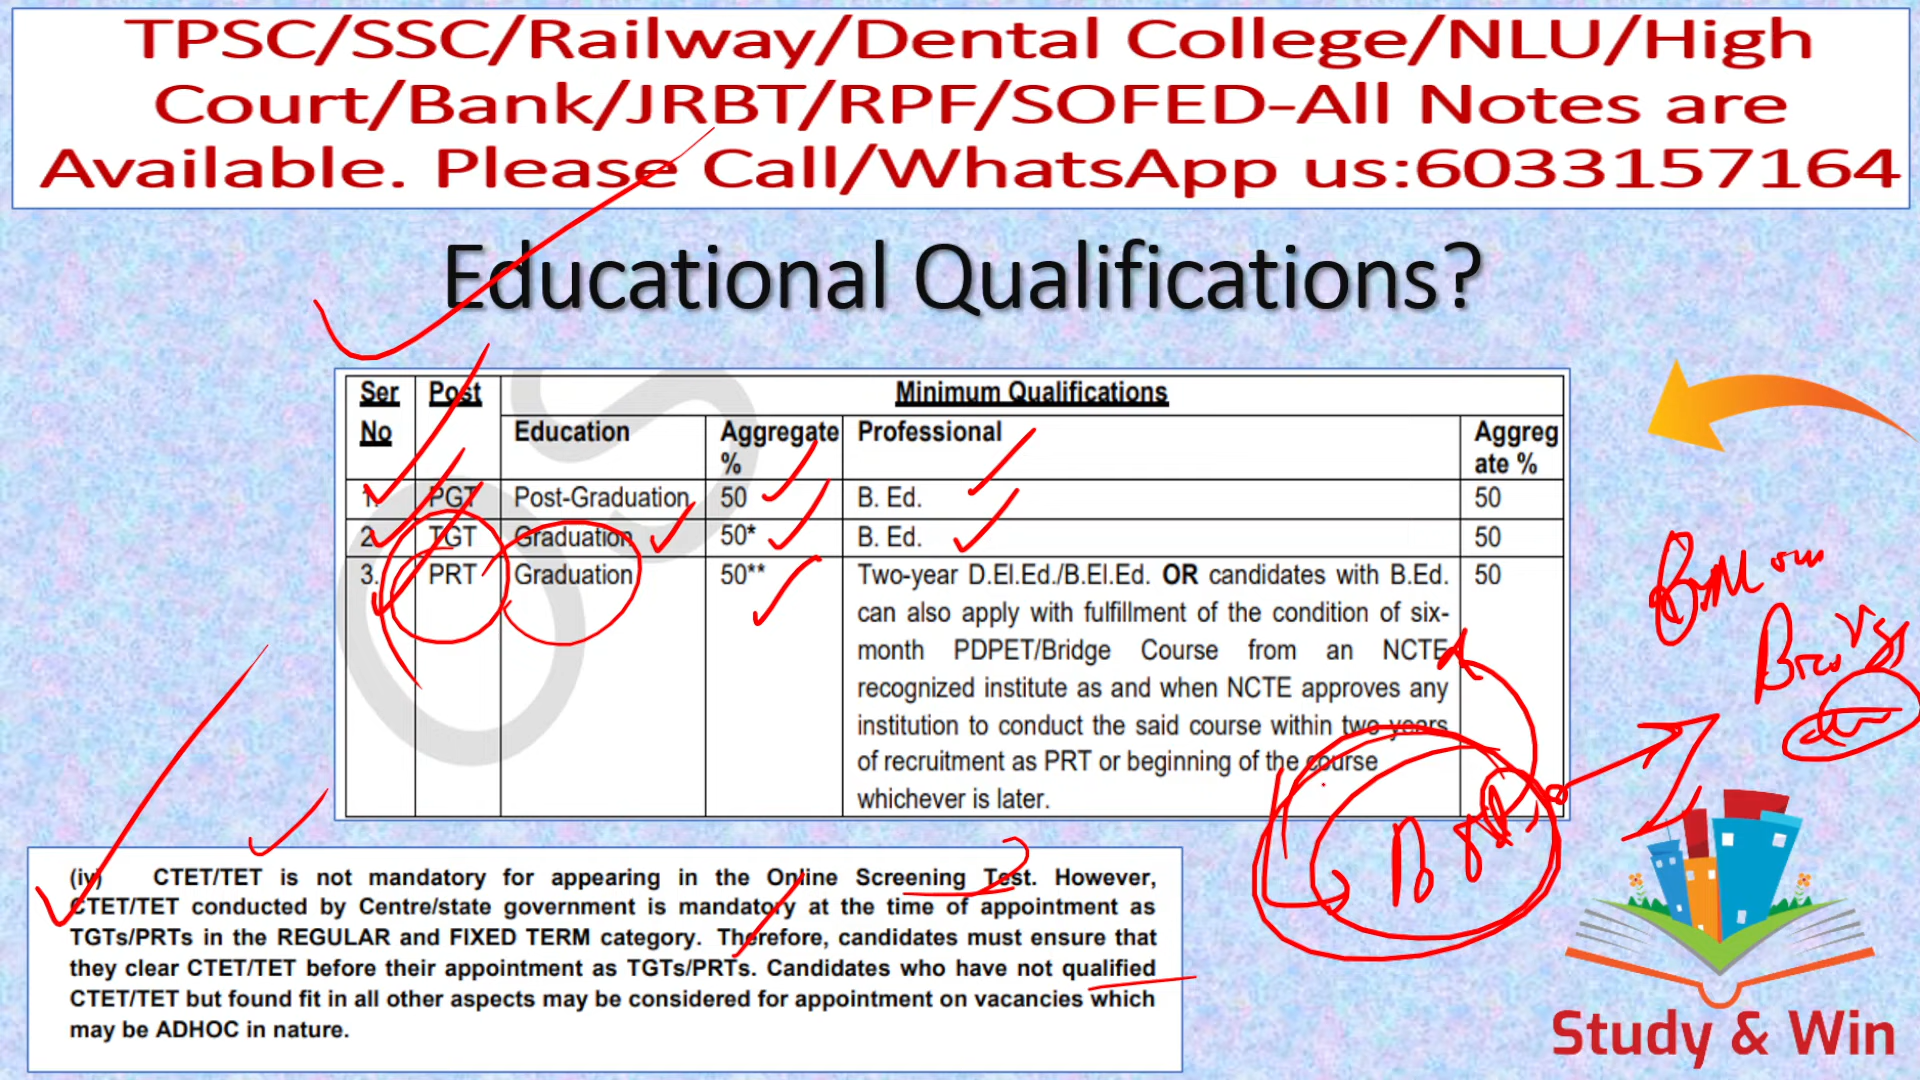 TPSC/SSC/Railway/Dental College/NLU/High
Court/Bank/JRBT/RPF/SOFED-All Notes are
Available. Please Call/WhatsApp us:6033157164
Educational Qualifications?
Ser No Post Minimum Qualifications
Education Aggregate % Professional Aggreg ate %
1. PGT Post-Graduation 50 B. Ed. 50
2. TGT Graduation 50* B. Ed. 50
3. PRT Graduation 50** Two-year D.El.Ed./B.El.Ed. OR candidates with B.Ed. 50
can also apply with fulfillment of the condition of six-
month PDPET/Bridge Course from an NCTE
recognized institute as and when NCTE approves any
institution to conduct the said course within two years
of recruitment as PRT or beginning of the course
whichever is later.
(iv) CTET/TET is not mandatory for appearing in the Online Screening Test. However,
CTET/TET conducted by Centre/state government is mandatory at the time of appointment as
TGTs/PRTs in the REGULAR and FIXED TERM category. Therefore, candidates must ensure that
they clear CTET/TET before their appointment as TGTs/PRTs. Candidates who have not qualified
CTET/TET but found fit in all other aspects may be considered for appointment on vacancies which
may be ADHOC in nature.
Study & Win